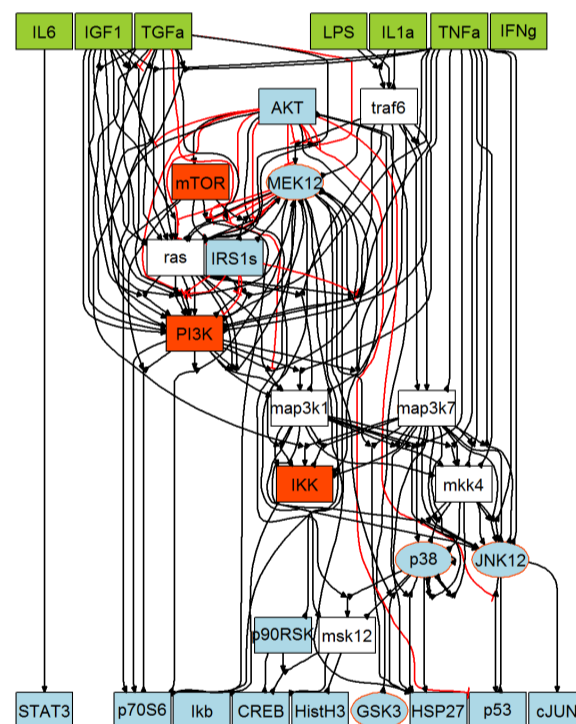 IL6 IGF1 TGFa LPS IL1a TNFa IFNg
AKT traf6
mTOR MEK12
ras IRS1s
PI3K
map3k1 map3k7
IKK mkk4
p38 JNK12
p90RSK msk12
STAT3 p70S6 Ikb CREB HistH3 GSK3 HSP27 p53 cJUN